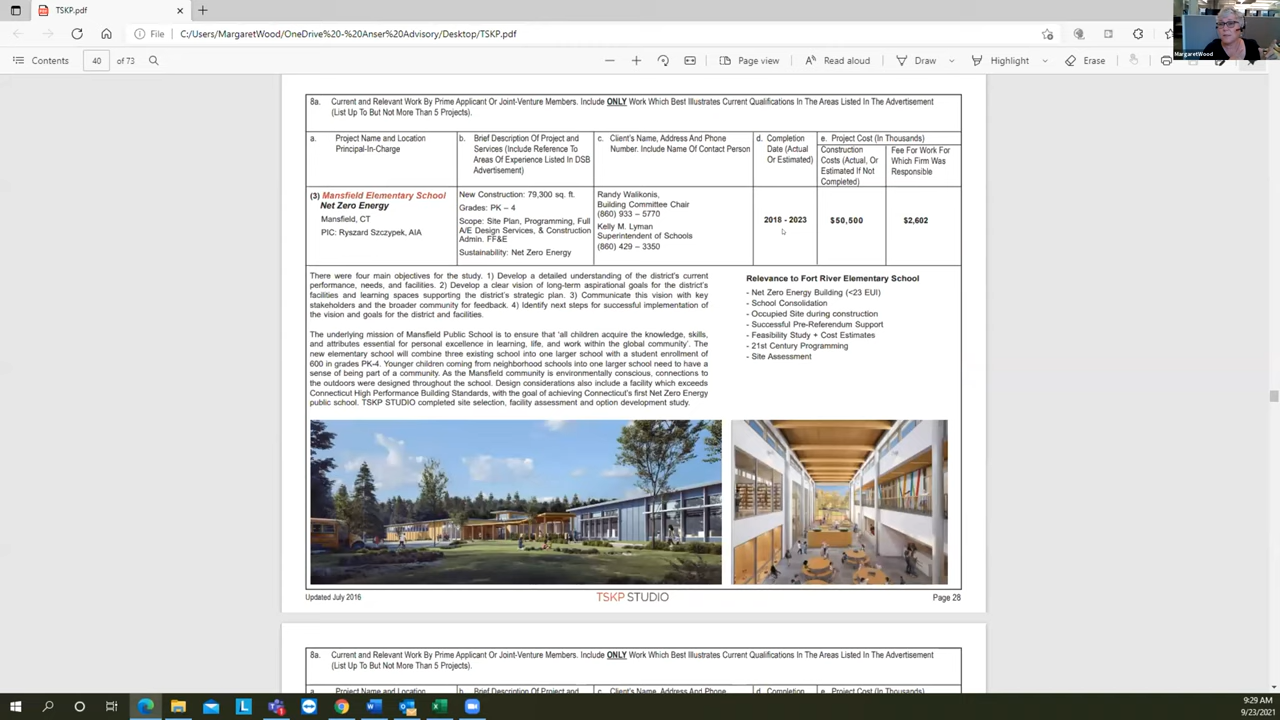 TSKP.pdf
File
C:/Users/MargaretWood/OneDrive%20-%20Anser%20Advisory/Desktop/TSKP.pdf
MargaretWood
Contents
40
of 73
Page view
Read aloud
Draw
Highlight
Erase
8a. Current and Relevant Work By Prime Applicant Or Joint-Venture Members. Include ONLY Work Which Best Illustrates Current Qualifications In The Areas Listed In The Advertisement
(List Up To But Not More Than 5 Projects).
a. Project Name and Location
Principal-In-Charge
b. Brief Description Of Project and
Services (Include Reference To
Areas Of Experience Listed In DSB
Advertisement)
c. Client's Name, Address And Phone
Number. Include Name Of Contact Person
d. Completion
Date (Actual
Or Estimated)
e. Project Cost (In Thousands)
Construction
Costs (Actual, Or
Estimated If Not
Completed)
Fee For Work For
Which Firm Was
Responsible
(3) Mansfield Elementary School
Net Zero Energy
Mansfield, CT
PIC: Ryszard Szczypek, AIA
New Construction: 79,300 sq. ft.
Grades: PK – 4
Scope: Site Plan, Programming, Full
A/E Design Services, & Construction
Admin. FF&E
Sustainability: Net Zero Energy
Randy Walikonis,
Building Committee Chair
(860) 933 – 5770
Kelly M. Lyman
Superintendent of Schools
(860) 429 – 3350
2018 - 2023
$50,500
$2,602
There were four main objectives for the study. 1) Develop a detailed understanding of the district's current
performance, needs, and facilities. 2) Develop a clear vision of long-term aspirational goals for the district's
facilities and learning spaces supporting the district's strategic plan. 3) Communicate this vision with key
stakeholders and the broader community for feedback. 4) Identify next steps for successful implementation of
the vision and goals for the district and facilities.
The underlying mission of Mansfield Public School is to ensure that 'all children acquire the knowledge, skills,
and attributes essential for personal excellence in learning, life, and work within the global community'. The
new elementary school will combine three existing school into one larger school with a student enrollment of
600 in grades PK-4. Younger children coming from neighborhood schools into one larger school need to have a
sense of being part of a community. As the Mansfield community is environmentally conscious, connections to
the outdoors were designed throughout the school. Design considerations also include a facility which exceeds
Connecticut High Performance Building Standards, with the goal of achieving Connecticut's first Net Zero Energy
public school. TSKP STUDIO completed site selection, facility assessment and option development study.
Relevance to Fort River Elementary School
- Net Zero Energy Building (<23 EUI)
- School Consolidation
- Occupied Site during construction
- Successful Pre-Referendum Support
- Feasibility Study + Cost Estimates
- 21st Century Programming
- Site Assessment
Updated July 2016
TSKP STUDIO
Page 28
8a. Current and Relevant Work By Prime Applicant Or Joint-Venture Members. Include ONLY Work Which Best Illustrates Current Qualifications In The Areas Listed In The Advertisement
(List Up To But Not More Than 5 Projects).
a. Project Name and Location
b. Brief Description Of Project and
c. Client's Name, Address And Phone
d. Completion
e. Project Cost (In Thousands)
9:29 AM
9/23/2021